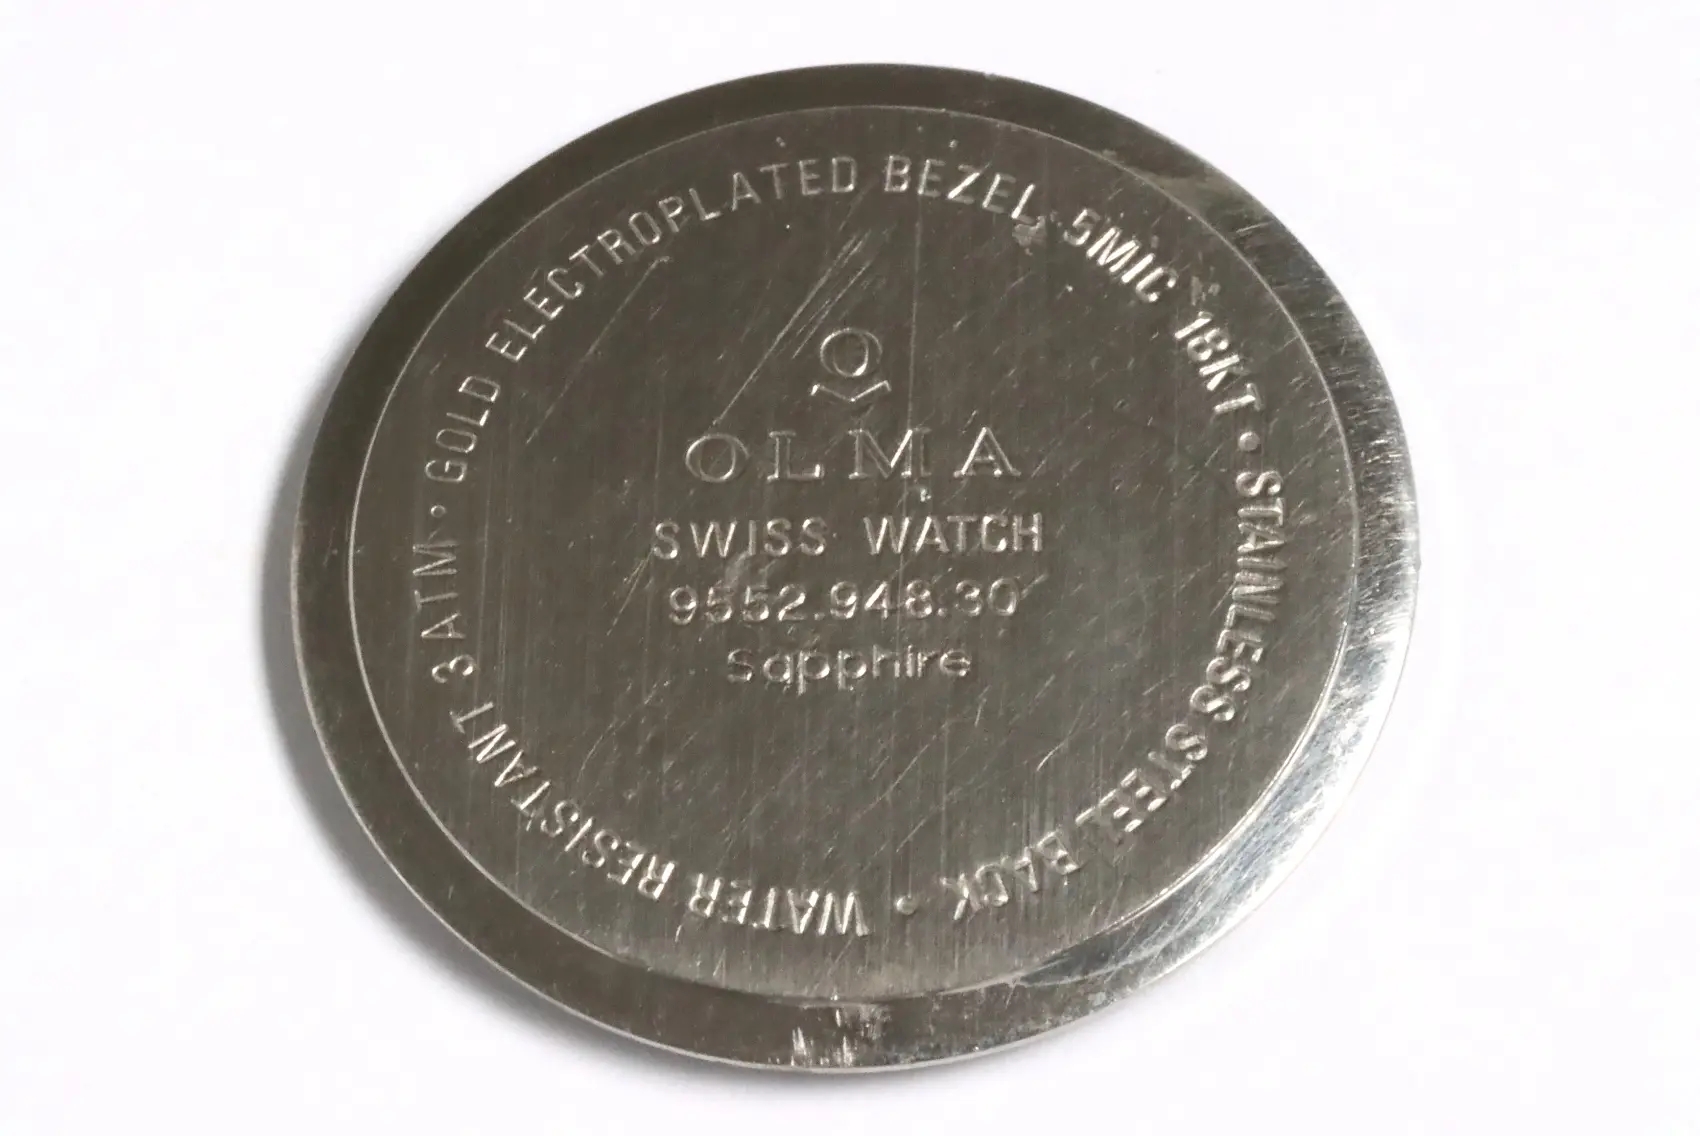 GOLD ELECTROPLATED BEZEL 5MIC 18KT • STAINLESS STEEL BACK • WATER RESISTANT 3 ATM •
OLMA
SWISS WATCH
9552.948.30
Sapphire